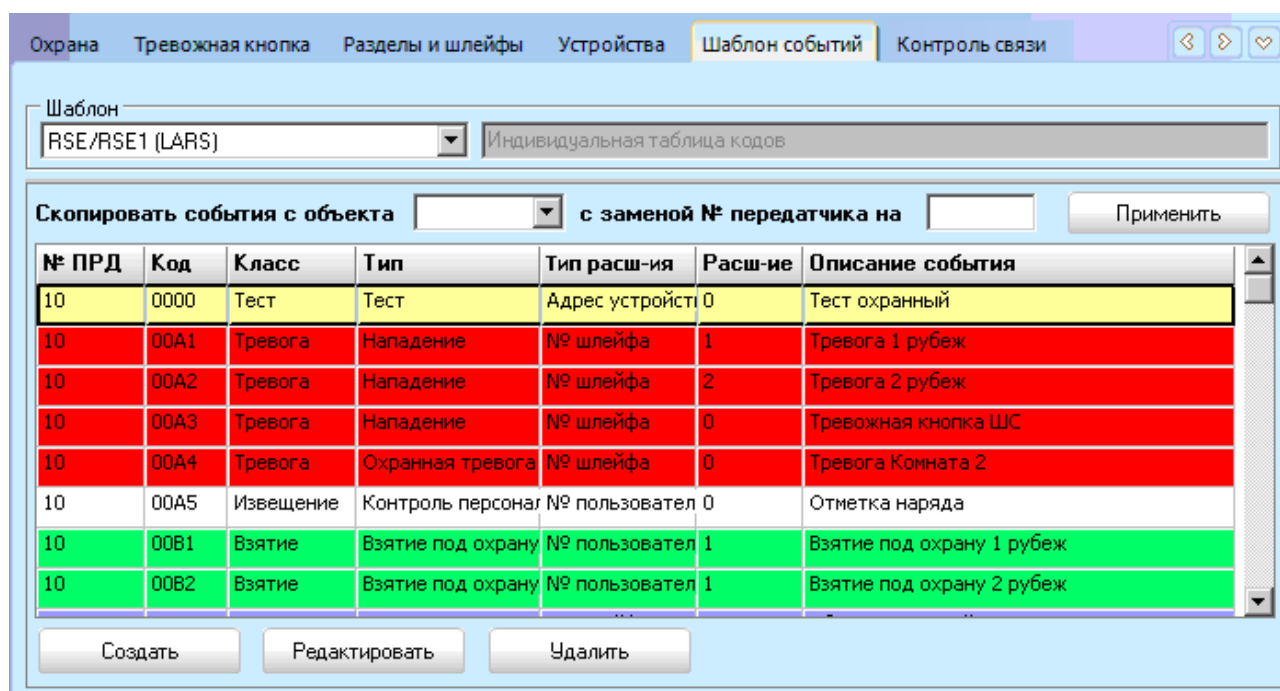 Охрана Тревожная кнопка Разделы и шлейфы Устройства Шаблон событий Контроль связи
Шаблон
RSE/RSE1 (LARS) Индивидуальная таблица кодов
Скопировать события с объекта с заменой № передатчика на Применить
№ ПРД Код Класс Тип Тип расш-ия Расш-ие Описание события
10 0000 Тест Тест Адрес устройст 0 Тест охранный
10 00A1 Тревога Нападение № шлейфа 1 Тревога 1 рубеж
10 00A2 Тревога Нападение № шлейфа 2 Тревога 2 рубеж
10 00A3 Тревога Нападение № шлейфа 0 Тревожная кнопка ШС
10 00A4 Тревога Охранная тревога № шлейфа 0 Тревога Комната 2
10 00A5 Извещение Контроль персонал № пользовател 0 Отметка наряда
10 00B1 Взятие Взятие под охрану № пользовател 1 Взятие под охрану 1 рубеж
10 00B2 Взятие Взятие под охрану № пользовател 1 Взятие под охрану 2 рубеж
Создать Редактировать Удалить